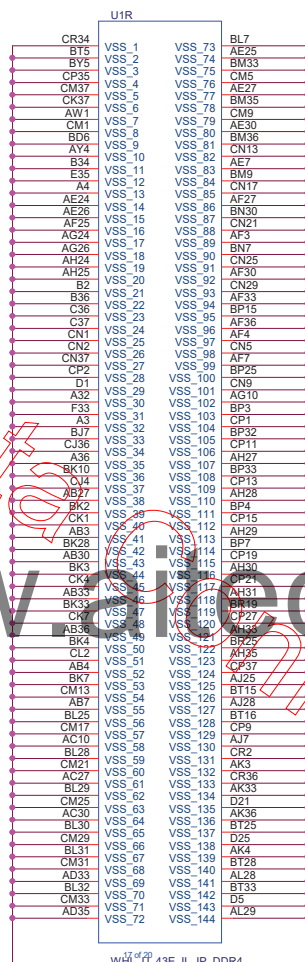 U1R
CR34 VSS_1 VSS_73 BL7
BT5 VSS_2 VSS_74 AE25
BY5 VSS_3 VSS_75 BM33
CP35 VSS_4 VSS_76 CM5
CM37 VSS_5 VSS_77 AE27
CK37 VSS_6 VSS_78 BM35
AW1 VSS_7 VSS_79 CM9
CM1 VSS_8 VSS_80 AE30
BD6 VSS_9 VSS_81 BM36
AY4 VSS_10 VSS_82 CN13
B34 VSS_11 VSS_83 AE7
E35 VSS_12 VSS_84 BM9
A4 VSS_13 VSS_85 CN17
AE24 VSS_14 VSS_86 AF27
AE26 VSS_15 VSS_87 BN30
AF25 VSS_16 VSS_88 CN21
AG24 VSS_17 VSS_89 AF3
AG26 VSS_18 VSS_90 BN7
AH24 VSS_19 VSS_91 CN25
AH25 VSS_20 VSS_92 AF30
B2 VSS_21 VSS_93 CN29
B36 VSS_22 VSS_94 AF33
C36 VSS_23 VSS_95 BP15
C37 VSS_24 VSS_96 AF36
CN1 VSS_25 VSS_97 AF4
CN2 VSS_26 VSS_98 CN5
CN37 VSS_27 VSS_99 AF7
CP2 VSS_28 VSS_100 BP25
D1 VSS_29 VSS_101 CN9
A32 VSS_30 VSS_102 AG10
F33 VSS_31 VSS_103 BP3
A3 VSS_32 VSS_104 CP1
BJ7 VSS_33 VSS_105 BP32
CJ36 VSS_34 VSS_106 CP11
A36 VSS_35 VSS_107 AH27
BK10 VSS_36 VSS_108 BP33
CJ4 VSS_37 VSS_109 CP13
AB27 VSS_38 VSS_110 AH28
BK2 VSS_39 VSS_111 BP4
CK1 VSS_40 VSS_112 CP15
AB3 VSS_41 VSS_113 AH29
BK28 VSS_42 VSS_114 BP7
AB30 VSS_43 VSS_115 CP19
BK3 VSS_44 VSS_116 AH30
CK4 VSS_45 VSS_117 CP21
AB33 VSS_46 VSS_118 AH31
BK33 VSS_47 VSS_119 BR19
CK7 VSS_48 VSS_120 CP27
AB36 VSS_49 VSS_121 AH33
BK4 VSS_50 VSS_122 BR25
CL2 VSS_51 VSS_123 AH35
AB4 VSS_52 VSS_124 CP37
BK7 VSS_53 VSS_125 AJ25
CM13 VSS_54 VSS_126 BT15
AB7 VSS_55 VSS_127 AJ28
BL25 VSS_56 VSS_128 BT16
CM17 VSS_57 VSS_129 CP9
AC10 VSS_58 VSS_130 AJ7
BL28 VSS_59 VSS_131 CR2
CM21 VSS_60 VSS_132 AK3
AC27 VSS_61 VSS_133 CR36
BL29 VSS_62 VSS_134 AK33
CM25 VSS_63 VSS_135 D21
AC30 VSS_64 VSS_136 AK36
BL30 VSS_65 VSS_137 BT25
CM29 VSS_66 VSS_138 D25
BL31 VSS_67 VSS_139 AK4
CM31 VSS_68 VSS_140 BT28
AD33 VSS_69 VSS_141 AL28
BL32 VSS_70 VSS_142 BT33
CM33 VSS_71 VSS_143 D5
AD35 VSS_72 VSS_144 AL29
17 of 20